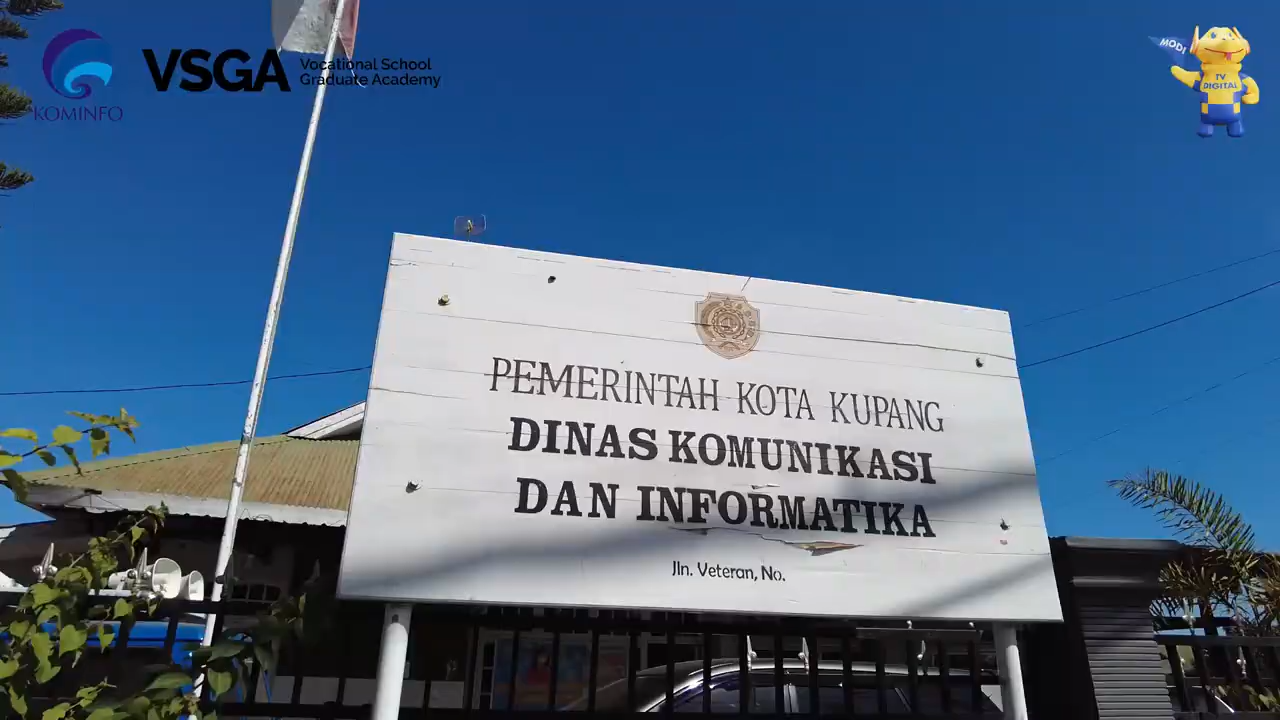 KOMINFO
VSGA
Vocational School
Graduate Academy
MODI
TV
DIGITAL
PEMERINTAH KOTA KUPANG
DINAS KOMUNIKASI
DAN INFORMATIKA
Jln. Veteran, No.